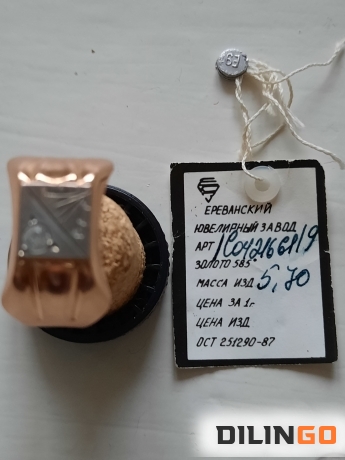 ЕРЕВАНСКИЙ
ЮВЕЛИРНЫЙ ЗАВОД
АРТ
ЗОЛОТО 585°
МАССА ИЗД 5,70
ЦЕНА ЗА 1г
ЦЕНА ИЗД
ОСТ 251290-87
DILINGO